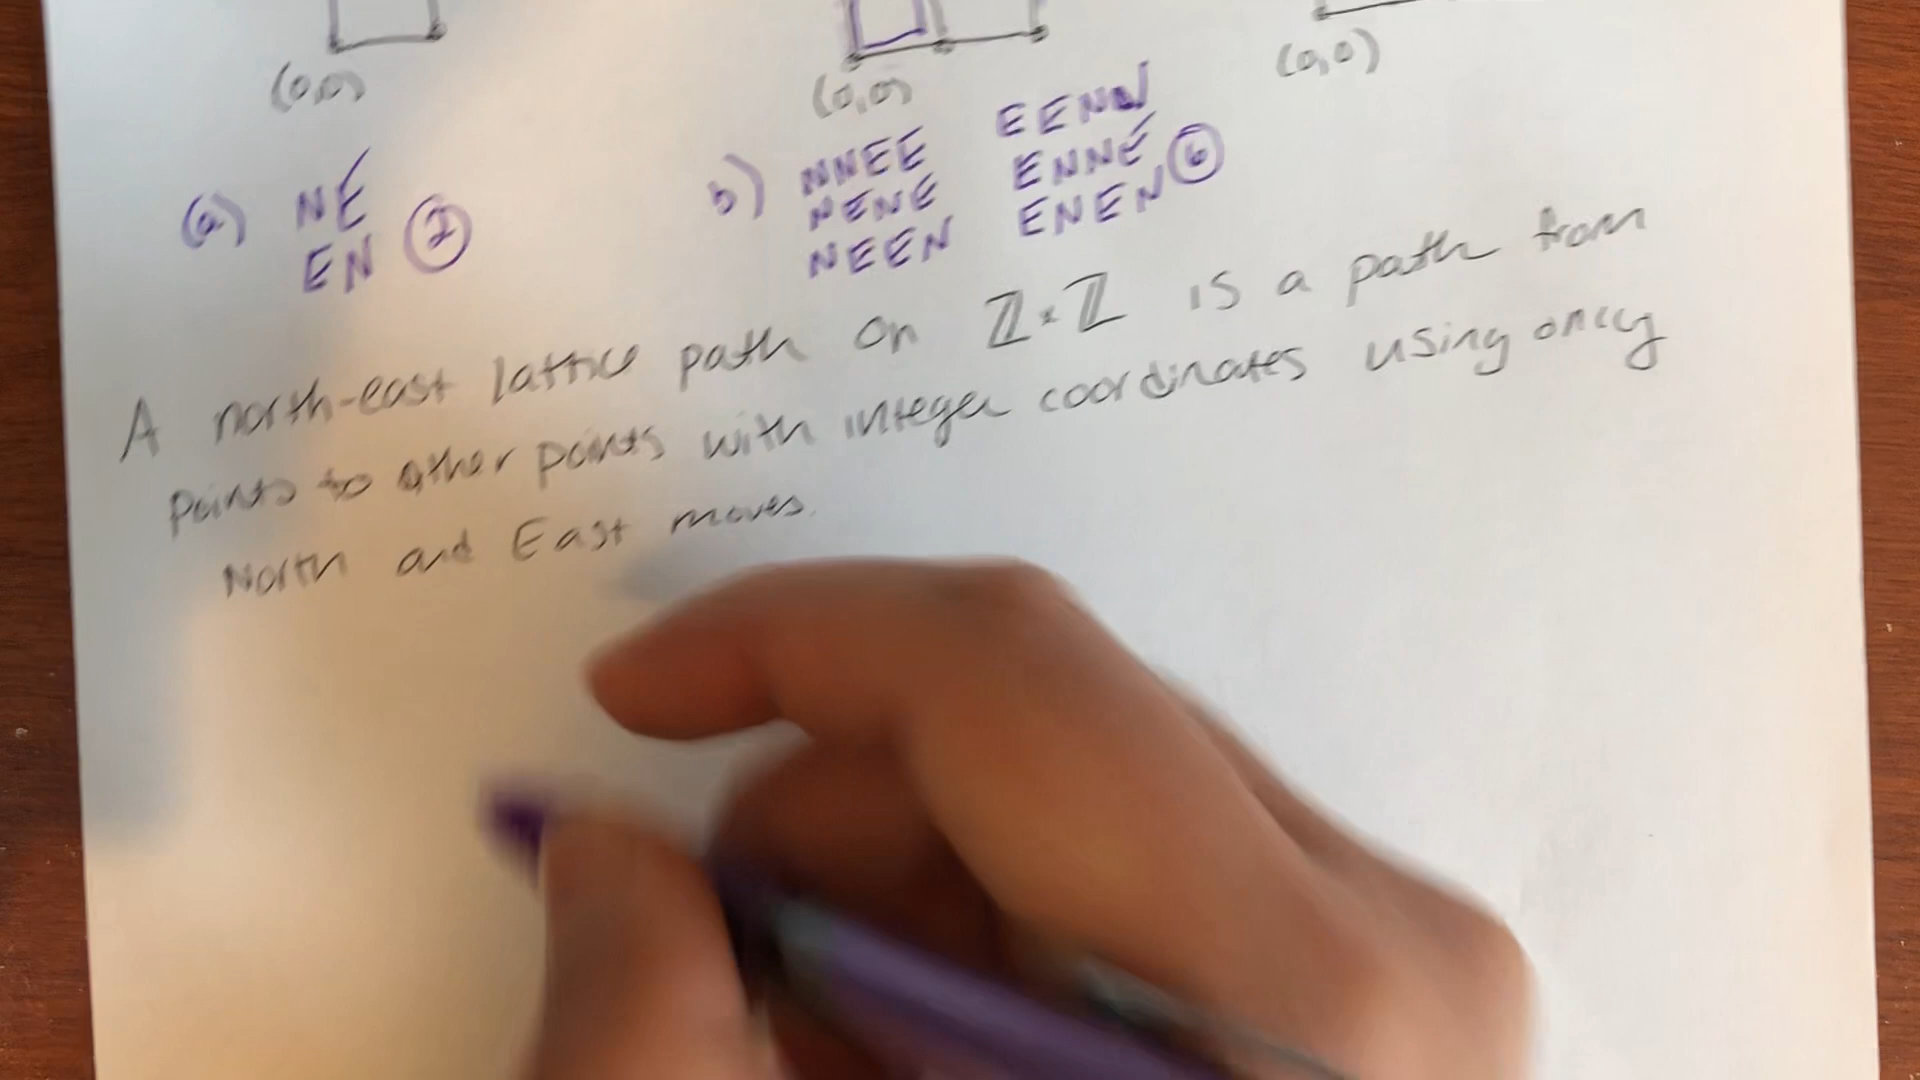 (0,0) (0,0) (0,0)
(a) NE
EN ②
b) NNEE EENN
NENE ENNE
NEEN ENEN ⑥
A north-east lattice path on ℤ×ℤ is a path from
points to other points with integer coordinates using only
North and East moves.